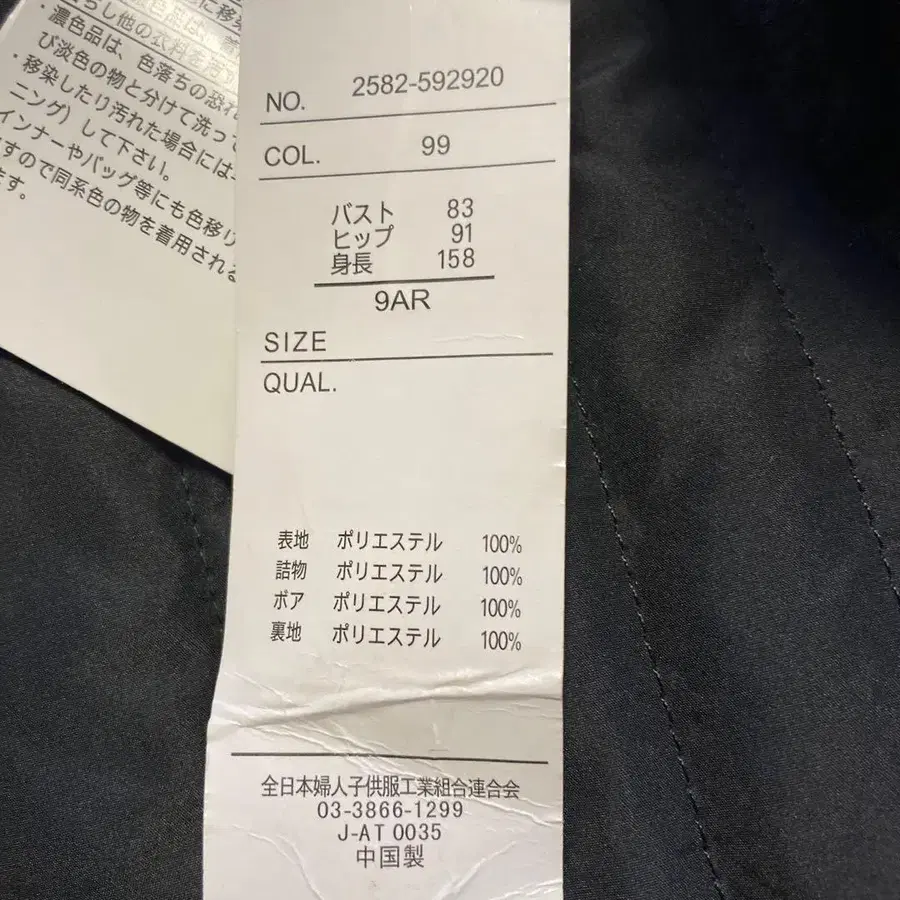 ・濃色品は、色落ちの恐れ
び淡色の物と分けて洗って
・移染したり汚れた場合には
ニング)して下さい。
インナーやバッグ等にも色移り
すので同系色の物を着用される
ます。
NO. 2582-592920
COL. 99
バスト 83
ヒップ 91
身長 158
9AR
SIZE
QUAL.
表地 ポリエステル 100%
詰物 ポリエステル 100%
ボア ポリエステル 100%
裏地 ポリエステル 100%
全日本婦人子供服工業組合連合会
03-3866-1299
J-AT 0035
中国製